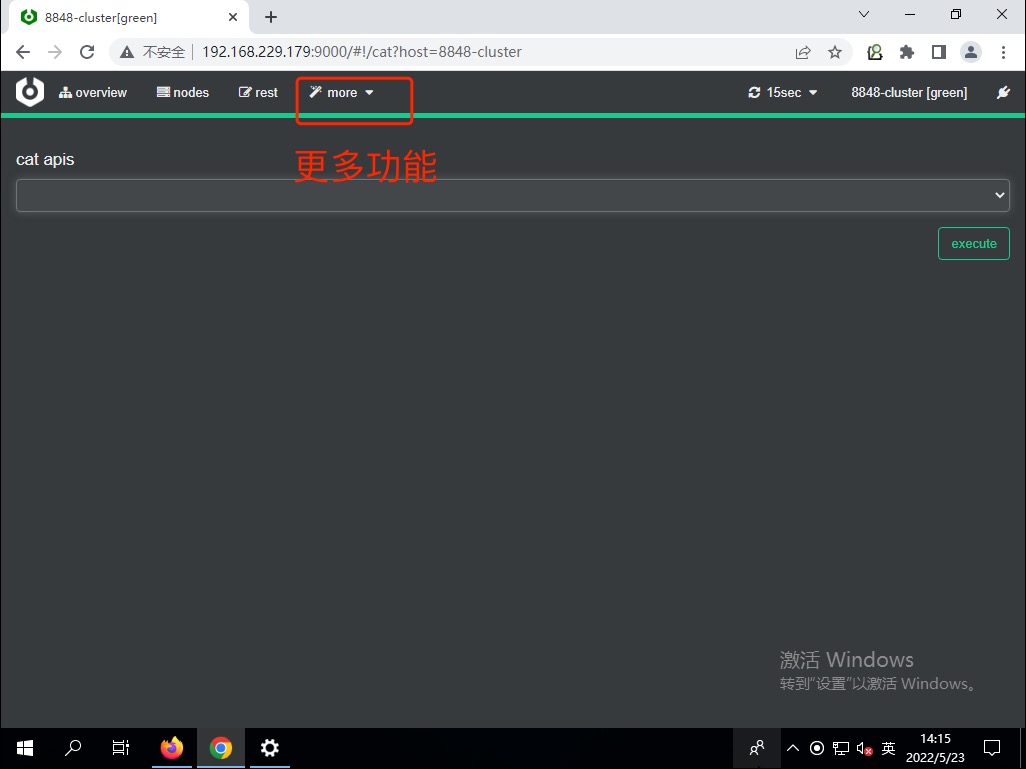 8848-cluster[green]
不安全 192.168.229.179:9000/#!/cat?host=8848-cluster
overview nodes rest more 15sec 8848-cluster [green]
更多功能
cat apis
execute
激活 Windows
转到“设置”以激活 Windows。
英
14:15
2022/5/23